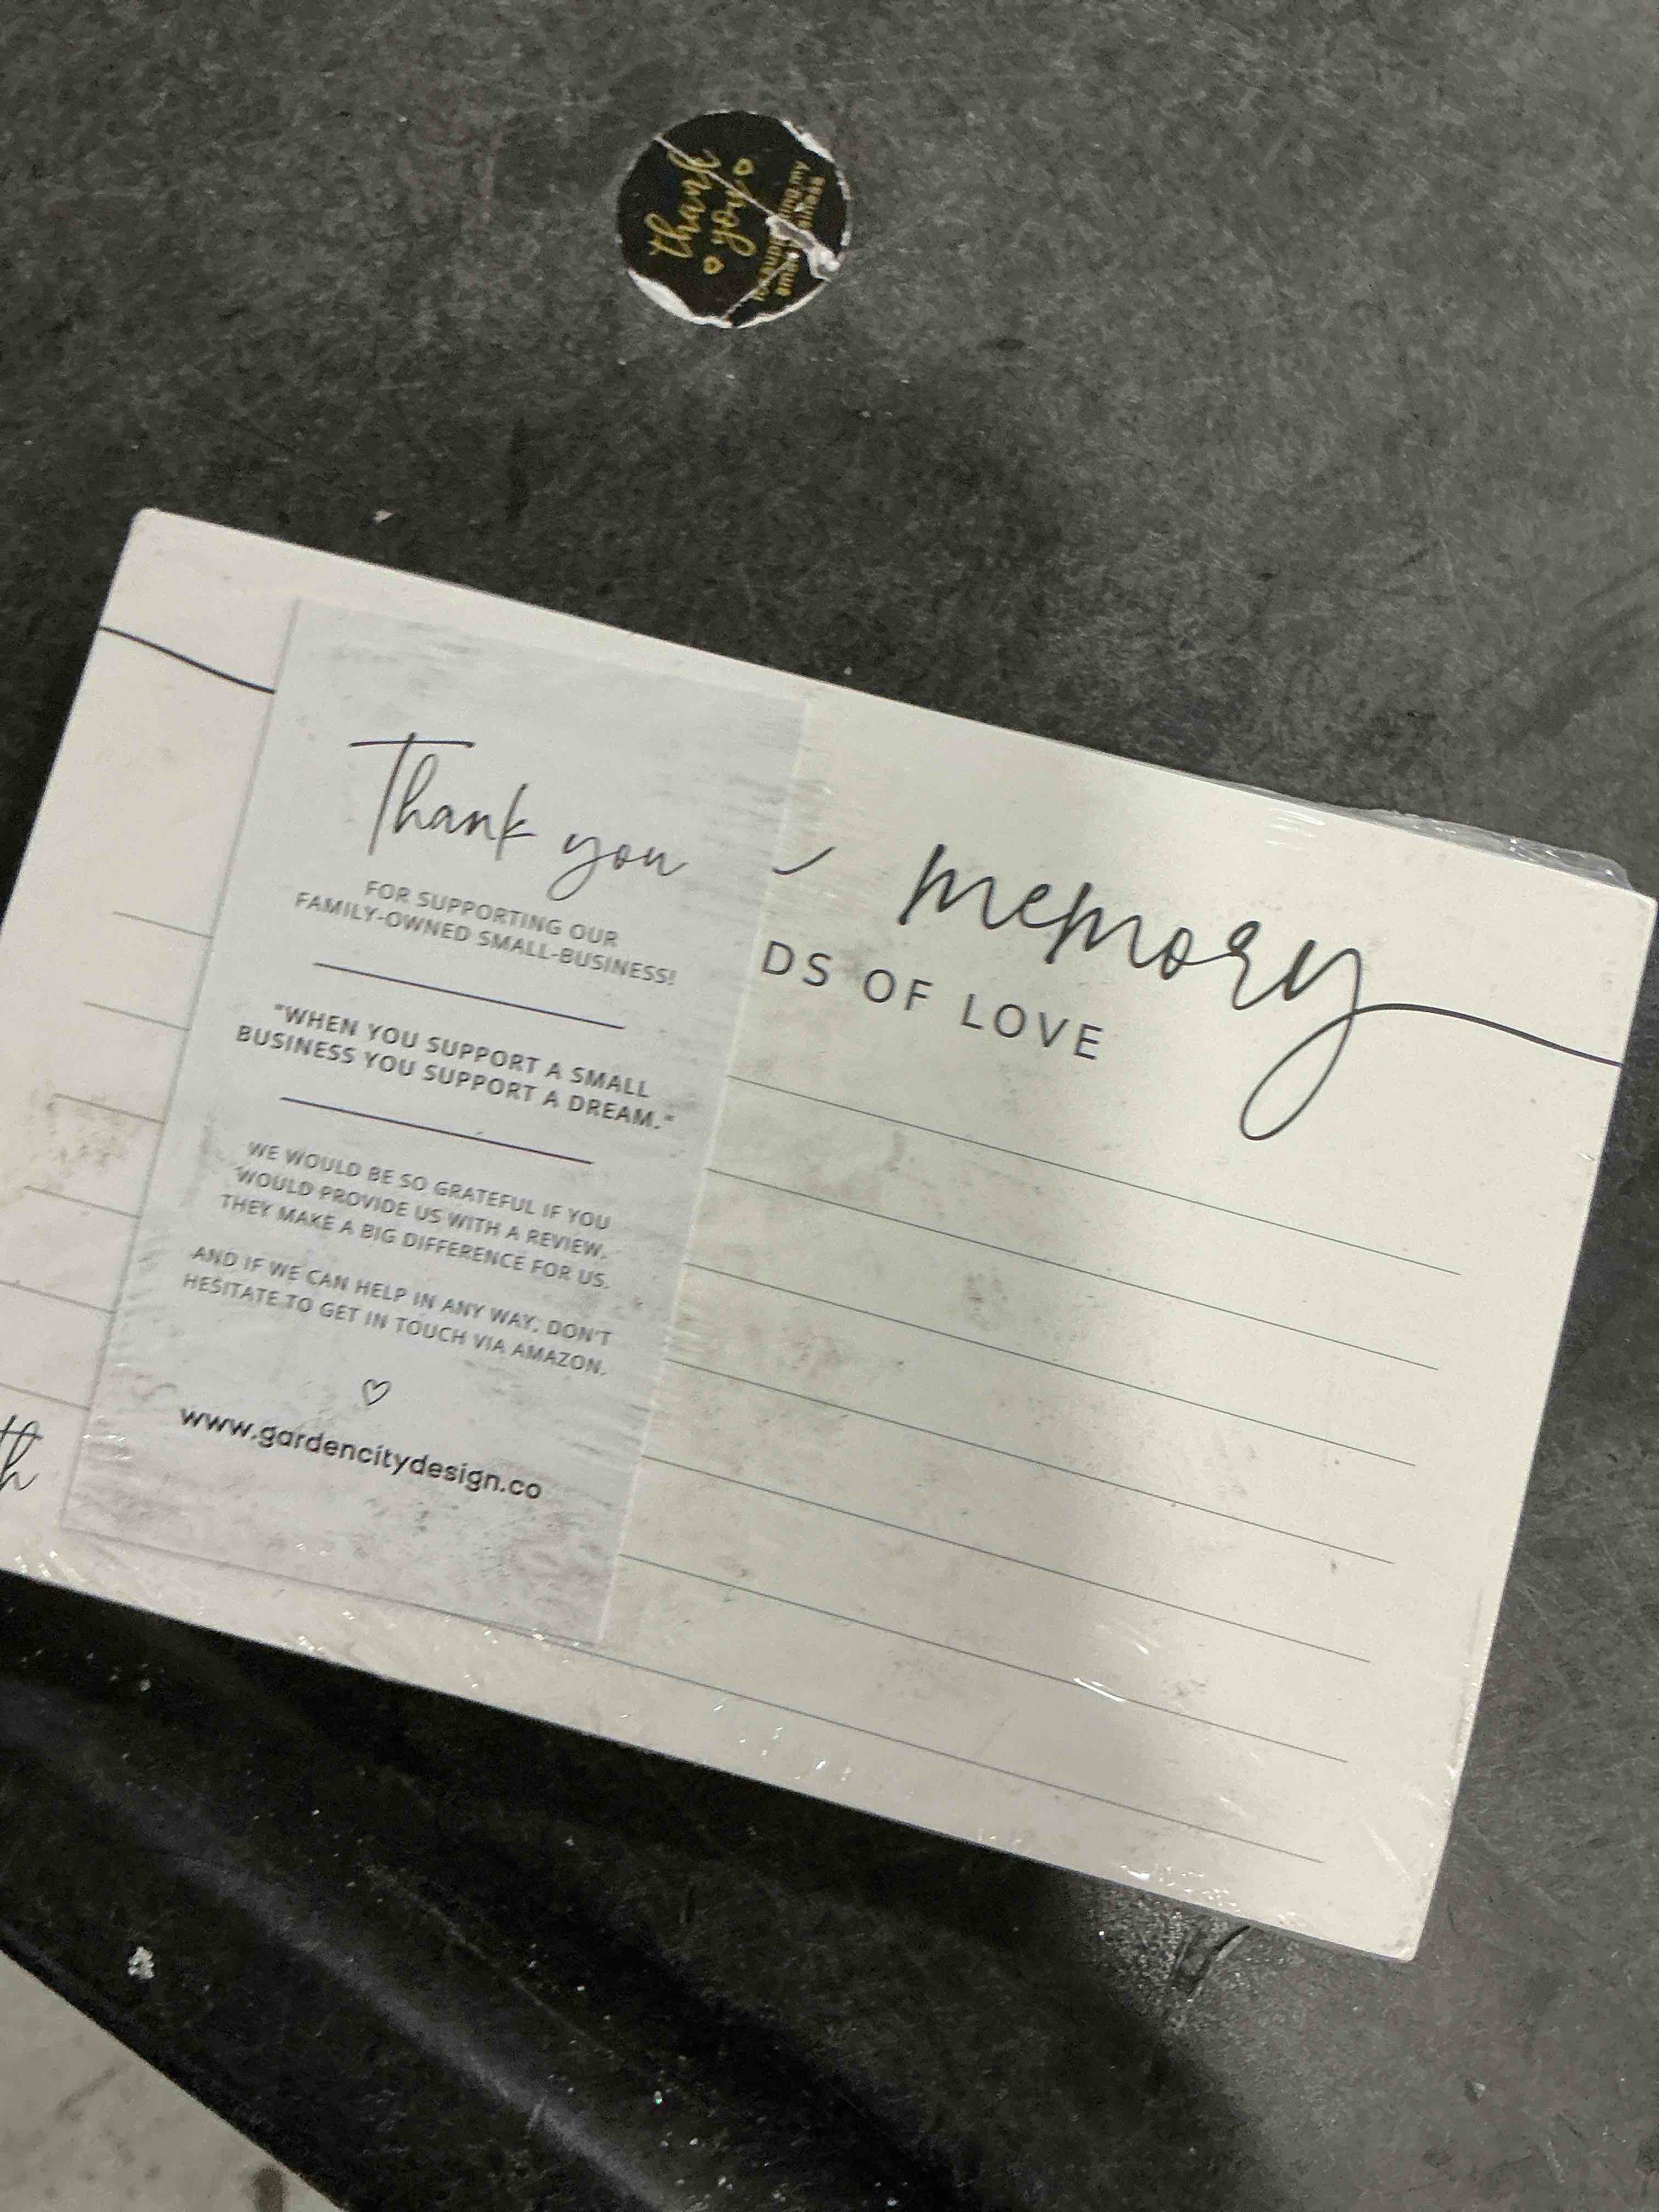 thank
you
small business
Thank you
FOR SUPPORTING OUR
FAMILY-OWNED SMALL-BUSINESS!
"WHEN YOU SUPPORT A SMALL
BUSINESS YOU SUPPORT A DREAM."
WE WOULD BE SO GRATEFUL IF YOU
WOULD PROVIDE US WITH A REVIEW,
THEY MAKE A BIG DIFFERENCE FOR US.
AND IF WE CAN HELP IN ANY WAY, DON'T
HESITATE TO GET IN TOUCH VIA AMAZON.
www.gardencitydesign.co
memory
DS OF LOVE
th